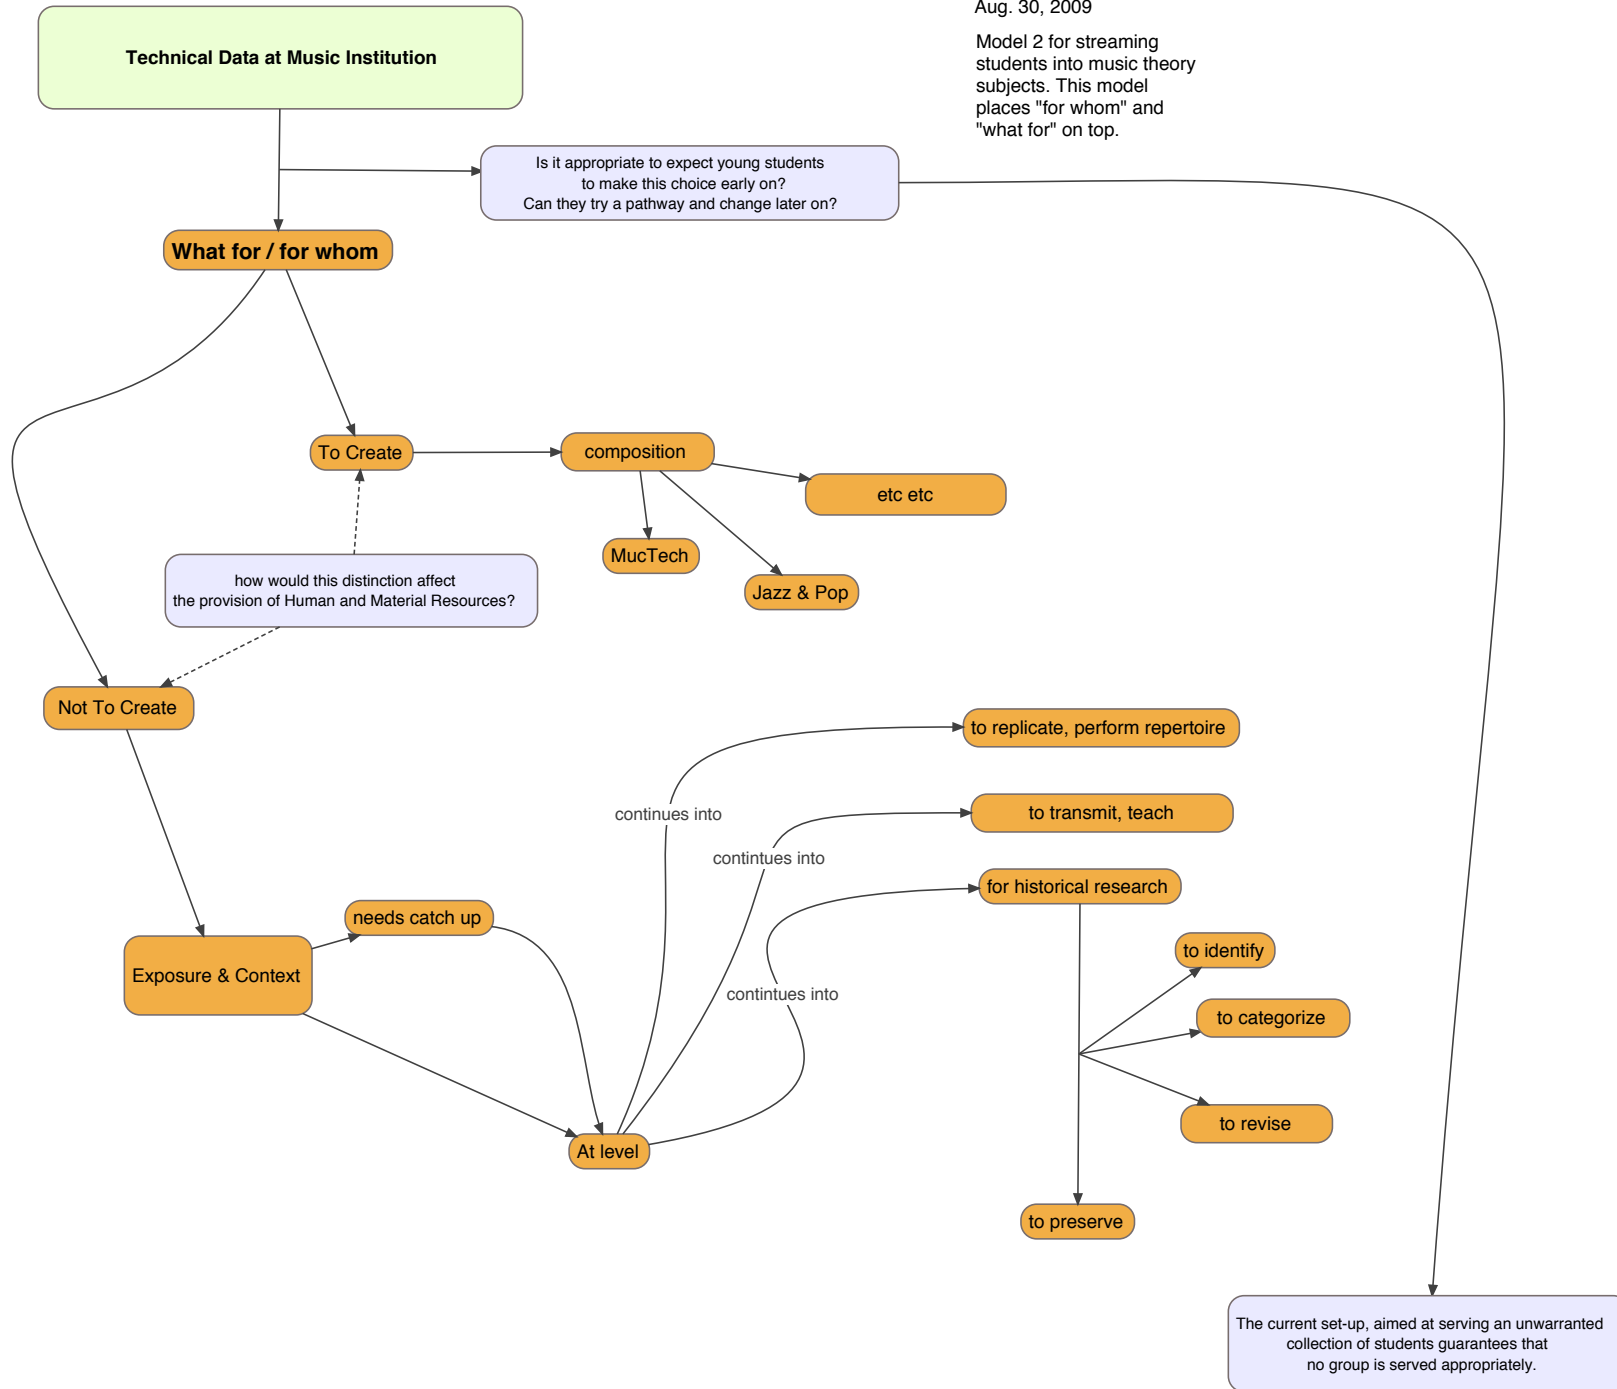 Aug. 30, 2009
Model 2 for streaming
students into music theory
subjects. This model
places "for whom" and
"what for" on top.
Technical Data at Music Institution
Is it appropriate to expect young students
to make this choice early on?
Can they try a pathway and change later on?
What for / for whom
To Create
composition
etc etc
MucTech
Jazz & Pop
how would this distinction affect
the provision of Human and Material Resources?
Not To Create
to replicate, perform repertoire
continues into
to transmit, teach
contintues into
for historical research
needs catch up
to identify
Exposure & Context
contintues into
to categorize
to revise
At level
to preserve
The current set-up, aimed at serving an unwarranted
collection of students guarantees that
no group is served appropriately.